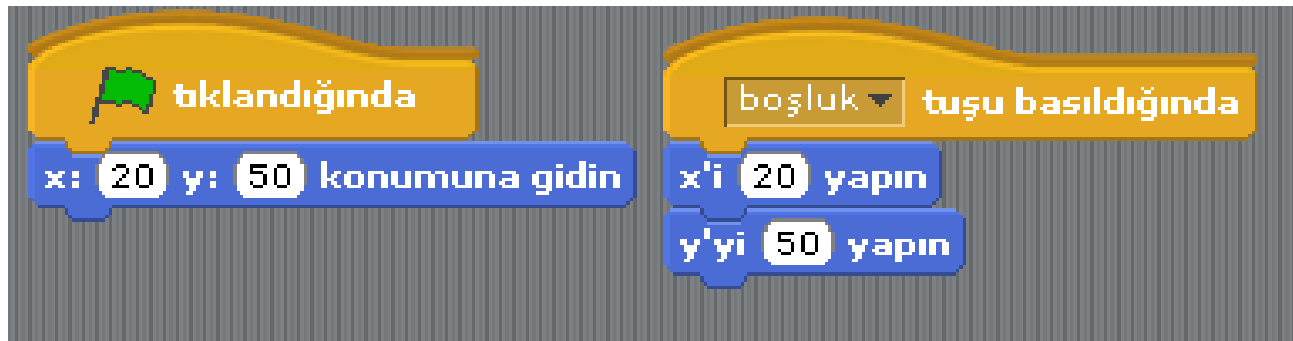 tıklandığında
x: 20 y: 50 konumuna gidin
boşluk tuşu basıldığında
x'i 20 yapın
y'yi 50 yapın